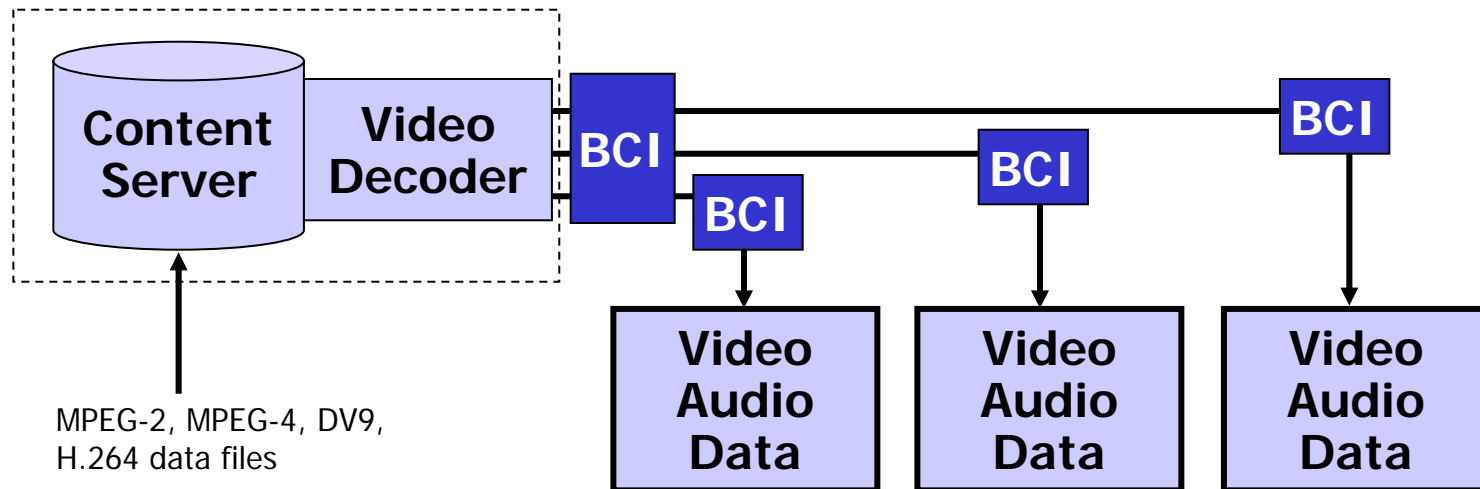 Content
Server
Video
Decoder
BCI
BCI
BCI
BCI
Video
Audio
Data
Video
Audio
Data
Video
Audio
Data
MPEG-2, MPEG-4, DV9,
H.264 data files